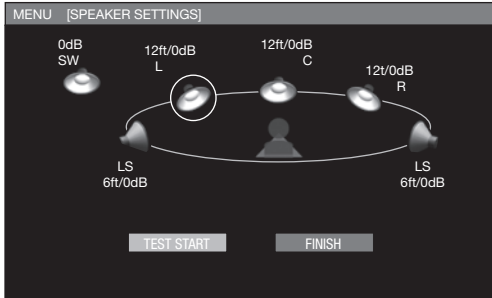 MENU [SPEAKER SETTINGS]
0dB
SW
12ft/0dB
L
12ft/0dB
C
12t/0dB
R
LS
6ft/0dB
LS
6ft/0dB
TEST START
FINISH